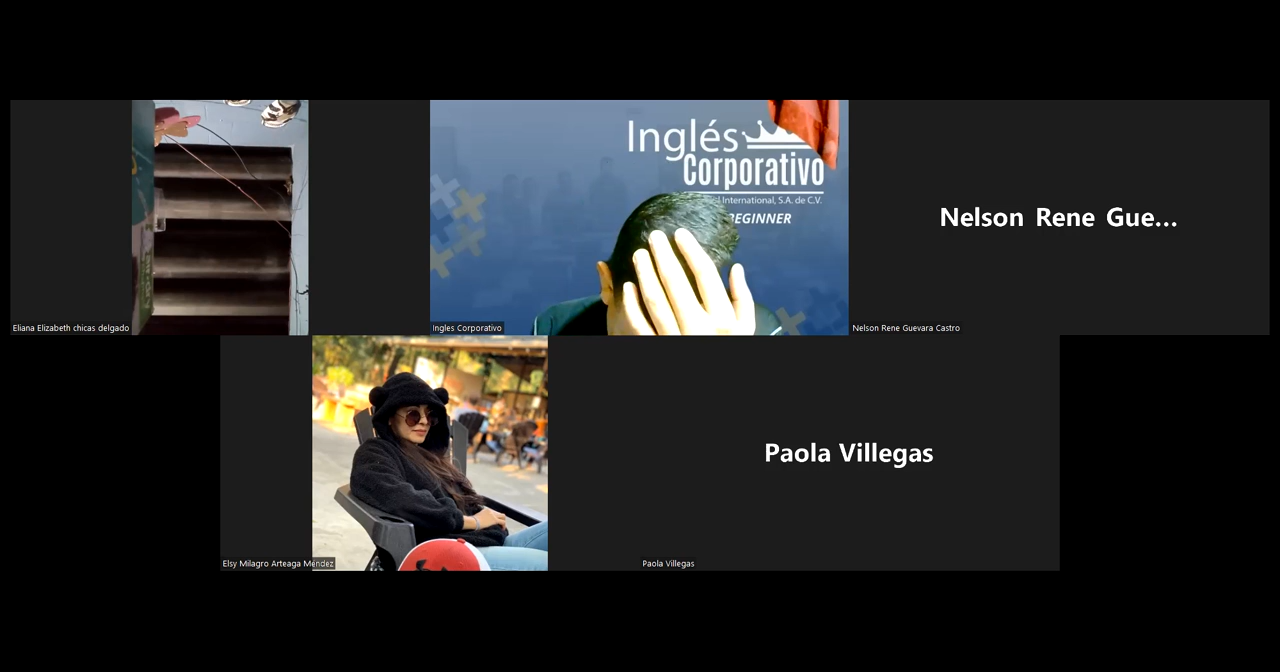 Inglés
Corporativo
International, S.A. de C.V.
BEGINNER
Nelson Rene Gue...
Eliana Elizabeth chicas delgado
Ingles Corporativo
Nelson Rene Guevara Castro
Paola Villegas
Elsy Milagro Arteaga Méndez
Paola Villegas